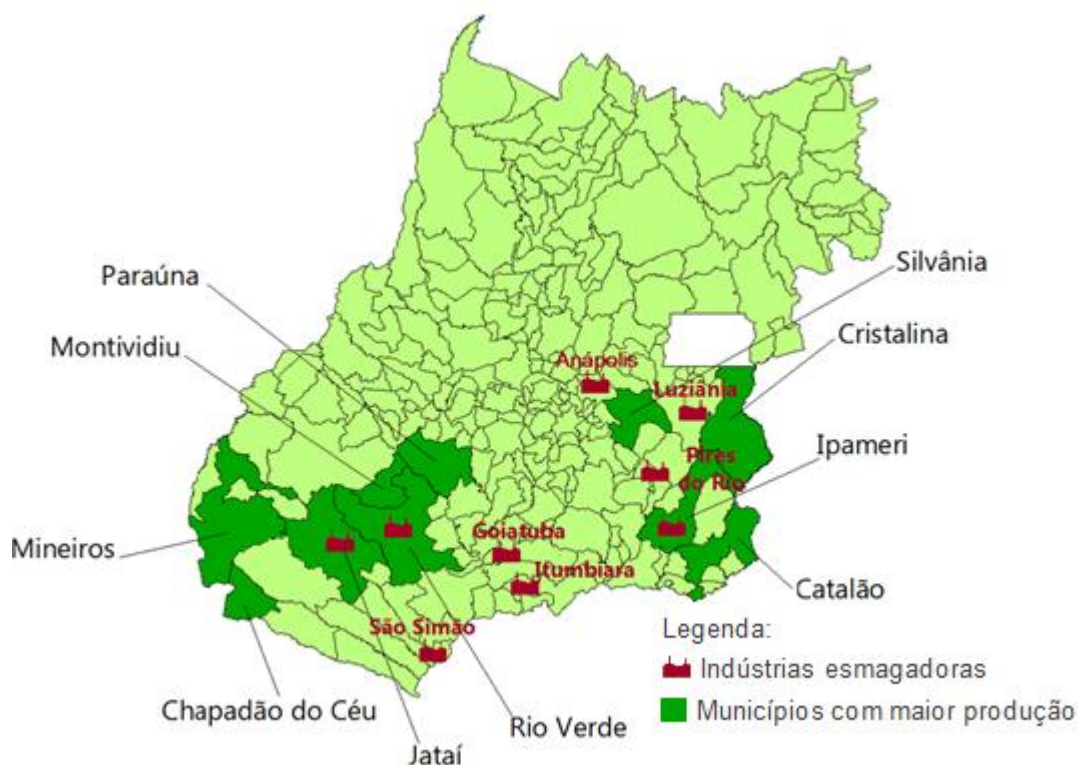 Silvânia
Paraúna
Cristalina
Montividiu
Anápolis
Luziânia
Ipameri
Pires
do Rio
Goiatuba
Mineiros
Itumbiara
Catalão
São Simão
Legenda:
Indústrias esmagadoras
Chapadão do Céu
Rio Verde
Municípios com maior produção
Jataí